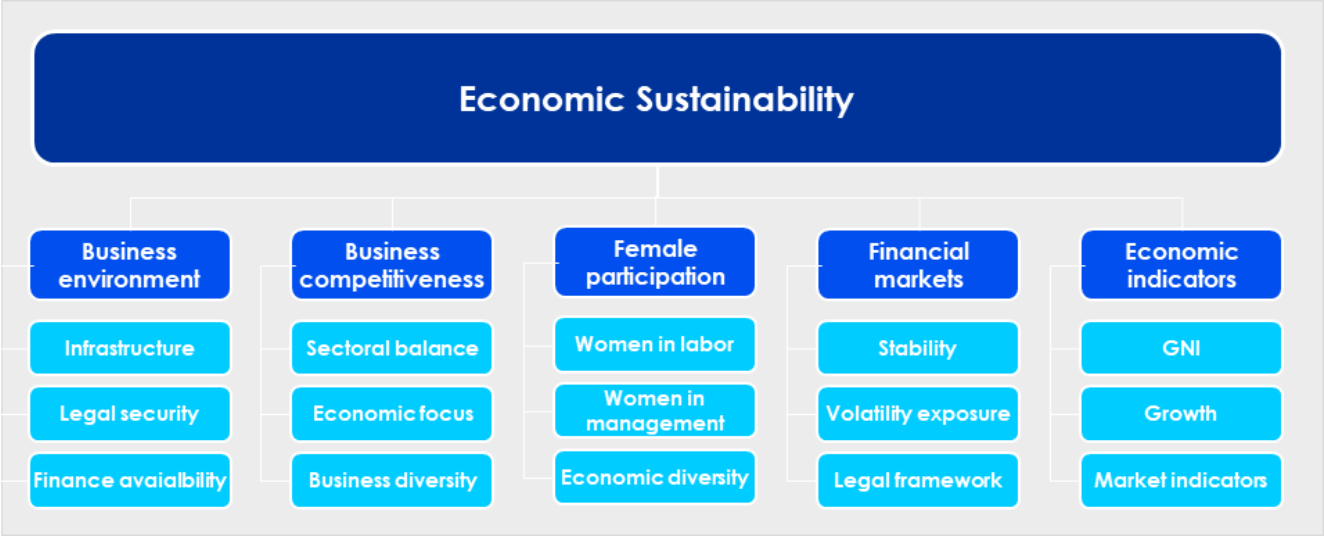 Economic Sustainability
Business
environment
Infrastructure
Legal security
Finance avaialbility
Business
competitiveness
Sectoral balance
Economic focus
Business diversity
Female
participation
Women in labor
Women in
management
Economic diversity
Financial
markets
Stability
Volatility exposure
Legal framework
Economic
indicators
GNI
Growth
Market indicators